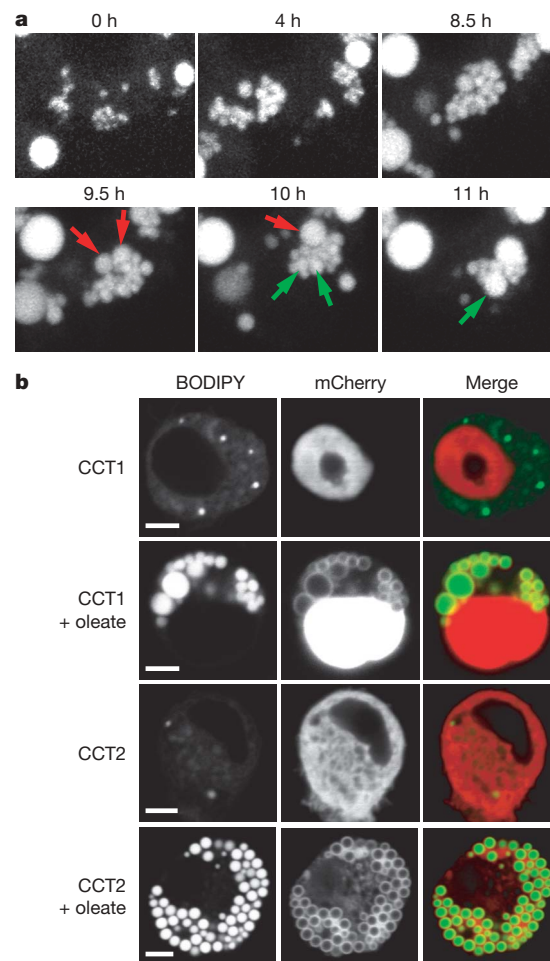 a
0 h 4 h 8.5 h
9.5 h 10 h 11 h
b
BODIPY mCherry Merge
CCT1
CCT1
+ oleate
CCT2
CCT2
+ oleate